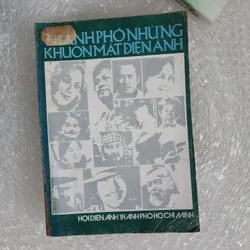 THÀNH PHỐ NHỮNG
KHUÔN MẶT ĐIỆN ẢNH
HỘI ĐIỆN ẢNH THÀNH PHỐ HỒ CHÍ MINH